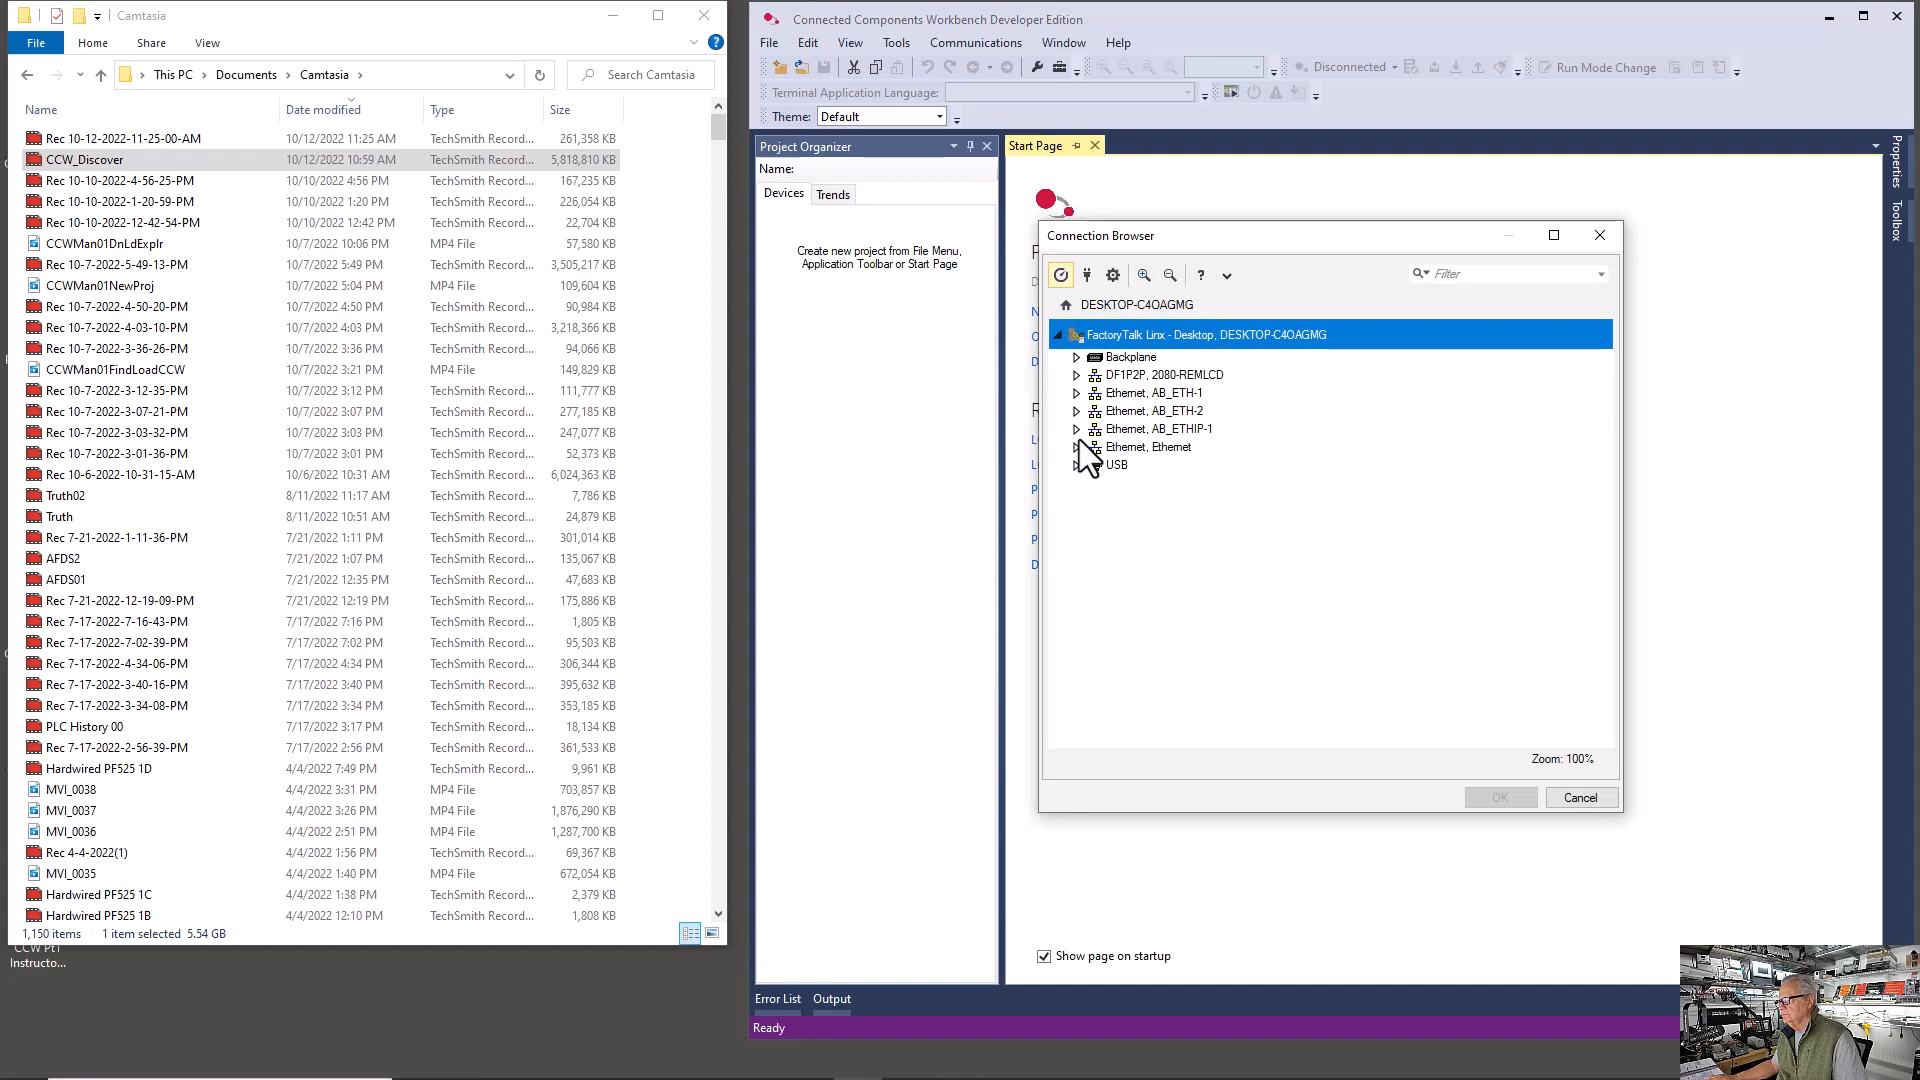 Camtasia
File Home Share View
This PC Documents Camtasia
Search Camtasia
Name Date modified Type Size
Rec 10-12-2022-11-25-00-AM 10/12/2022 11:25 AM TechSmith Record... 261,358 KB
CCW_Discover 10/12/2022 10:59 AM TechSmith Record... 5,818,810 KB
Rec 10-10-2022-4-56-25-PM 10/10/2022 4:56 PM TechSmith Record... 167,235 KB
Rec 10-10-2022-1-20-59-PM 10/10/2022 1:20 PM TechSmith Record... 226,054 KB
Rec 10-10-2022-12-42-54-PM 10/10/2022 12:42 PM TechSmith Record... 22,704 KB
CCWMan01DnLdExplr 10/7/2022 10:06 PM MP4 File 57,580 KB
Rec 10-7-2022-5-49-13-PM 10/7/2022 5:49 PM TechSmith Record... 3,505,217 KB
CCWMan01NewProj 10/7/2022 5:04 PM MP4 File 109,604 KB
Rec 10-7-2022-4-50-20-PM 10/7/2022 4:50 PM TechSmith Record... 90,984 KB
Rec 10-7-2022-4-03-10-PM 10/7/2022 4:03 PM TechSmith Record... 3,218,366 KB
Rec 10-7-2022-3-36-26-PM 10/7/2022 3:36 PM TechSmith Record... 94,066 KB
CCWMan01FindLoadCCW 10/7/2022 3:21 PM MP4 File 149,829 KB
Rec 10-7-2022-3-12-35-PM 10/7/2022 3:12 PM TechSmith Record... 111,777 KB
Rec 10-7-2022-3-07-21-PM 10/7/2022 3:07 PM TechSmith Record... 277,185 KB
Rec 10-7-2022-3-03-32-PM 10/7/2022 3:03 PM TechSmith Record... 247,077 KB
Rec 10-7-2022-3-01-36-PM 10/7/2022 3:01 PM TechSmith Record... 52,373 KB
Rec 10-6-2022-10-31-15-AM 10/6/2022 10:31 AM TechSmith Record... 6,024,363 KB
Truth02 8/11/2022 11:17 AM TechSmith Record... 7,786 KB
Truth 8/11/2022 10:51 AM TechSmith Record... 24,879 KB
Rec 7-21-2022-1-11-36-PM 7/21/2022 1:11 PM TechSmith Record... 301,014 KB
AFDS2 7/21/2022 1:07 PM TechSmith Record... 135,067 KB
AFDS01 7/21/2022 12:35 PM TechSmith Record... 47,683 KB
Rec 7-21-2022-12-19-09-PM 7/21/2022 12:19 PM TechSmith Record... 175,886 KB
Rec 7-17-2022-7-16-43-PM 7/17/2022 7:16 PM TechSmith Record... 1,805 KB
Rec 7-17-2022-7-02-39-PM 7/17/2022 7:02 PM TechSmith Record... 95,503 KB
Rec 7-17-2022-4-34-06-PM 7/17/2022 4:34 PM TechSmith Record... 306,344 KB
Rec 7-17-2022-3-40-16-PM 7/17/2022 3:40 PM TechSmith Record... 395,632 KB
Rec 7-17-2022-3-34-08-PM 7/17/2022 3:34 PM TechSmith Record... 353,185 KB
PLC History 00 7/17/2022 3:17 PM TechSmith Record... 18,134 KB
Rec 7-17-2022-2-56-39-PM 7/17/2022 2:56 PM TechSmith Record... 361,533 KB
Hardwired PF525 1D 4/4/2022 7:49 PM TechSmith Record... 9,961 KB
MVI_0038 4/4/2022 3:31 PM MP4 File 703,857 KB
MVI_0037 4/4/2022 3:26 PM MP4 File 1,876,290 KB
MVI_0036 4/4/2022 2:51 PM MP4 File 1,287,700 KB
Rec 4-4-2022(1) 4/4/2022 1:56 PM TechSmith Record... 69,367 KB
MVI_0035 4/4/2022 1:40 PM MP4 File 672,054 KB
Hardwired PF525 1C 4/4/2022 1:38 PM TechSmith Record... 2,379 KB
Hardwired PF525 1B 4/4/2022 12:10 PM TechSmith Record... 1,808 KB
1,150 items 1 item selected 5.54 GB
CCW Pt1
Instructo...
Connected Components Workbench Developer Edition
File Edit View Tools Communications Window Help
Disconnected Run Mode Change
Terminal Application Language:
Theme: Default
Project Organizer
Name:
Devices Trends
Create new project from File Menu,
Application Toolbar or Start Page
Start Page
Properties
Toolbox
Connection Browser
? Filter
DESKTOP-C4OAGMG
FactoryTalk Linx - Desktop, DESKTOP-C4OAGMG
Backplane
DF1P2P, 2080-REMLCD
Ethernet, AB_ETH-1
Ethernet, AB_ETH-2
Ethernet, AB_ETHIP-1
Ethernet, Ethernet
USB
Zoom: 100%
OK Cancel
Show page on startup
Error List Output
Ready